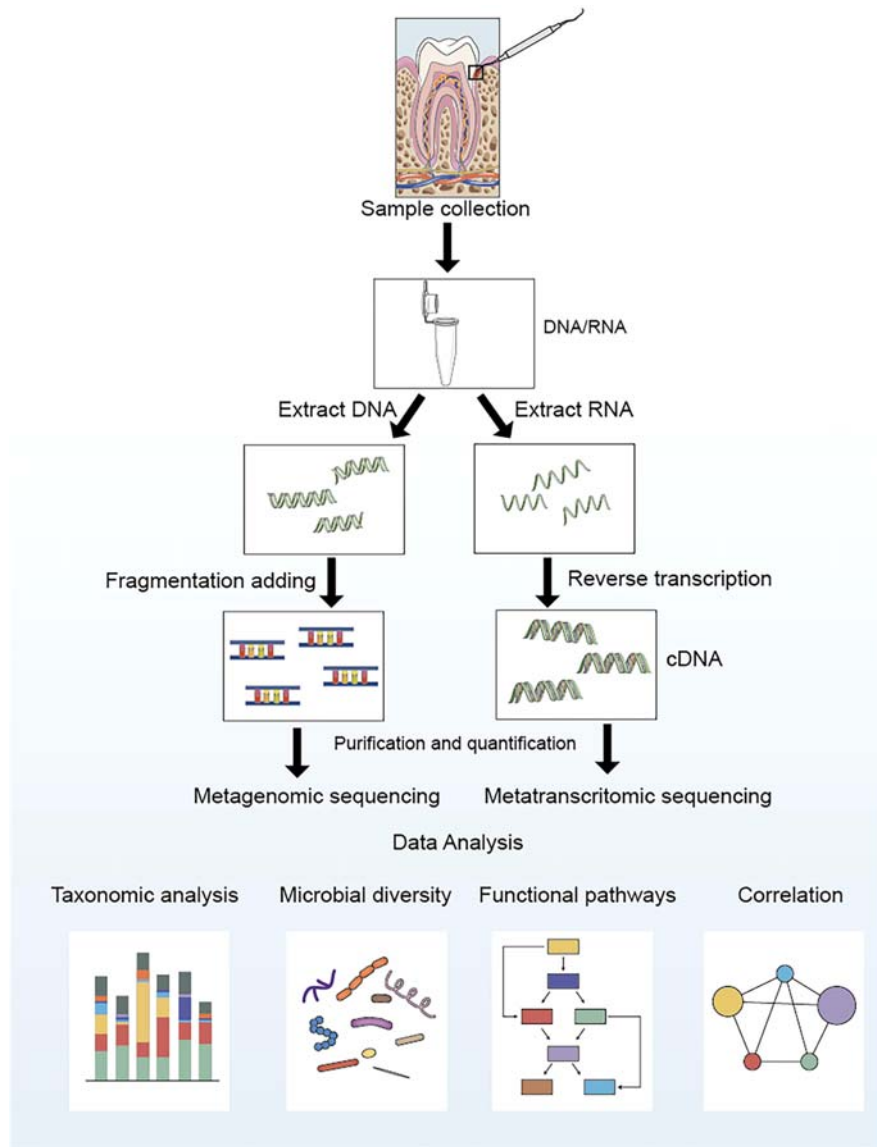 Sample collection
DNA/RNA
Extract DNA
Extract RNA
Fragmentation adding
Reverse transcription
cDNA
Purification and quantification
Metagenomic sequencing
Metatranscritomic sequencing
Data Analysis
Taxonomic analysis
Microbial diversity
Functional pathways
Correlation